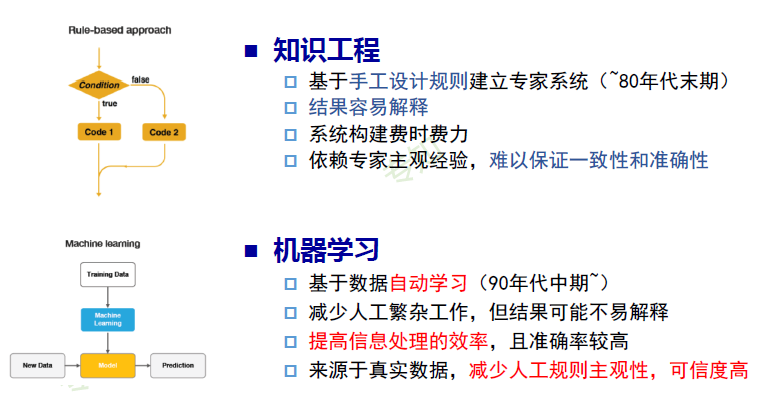 Rule-based approach
Condition
false
true
Code 1
Code 2
知识工程
基于手工设计规则建立专家系统（~80年代末期）
结果容易解释
系统构建费时费力
依赖专家主观经验，难以保证一致性和准确性
Machine learning
Training Data
Machine
Learning
New Data
Model
Prediction
机器学习
基于数据自动学习（90年代中期~）
减少人工繁杂工作，但结果可能不易解释
提高信息处理的效率，且准确率较高
来源于真实数据，减少人工规则主观性，可信度高